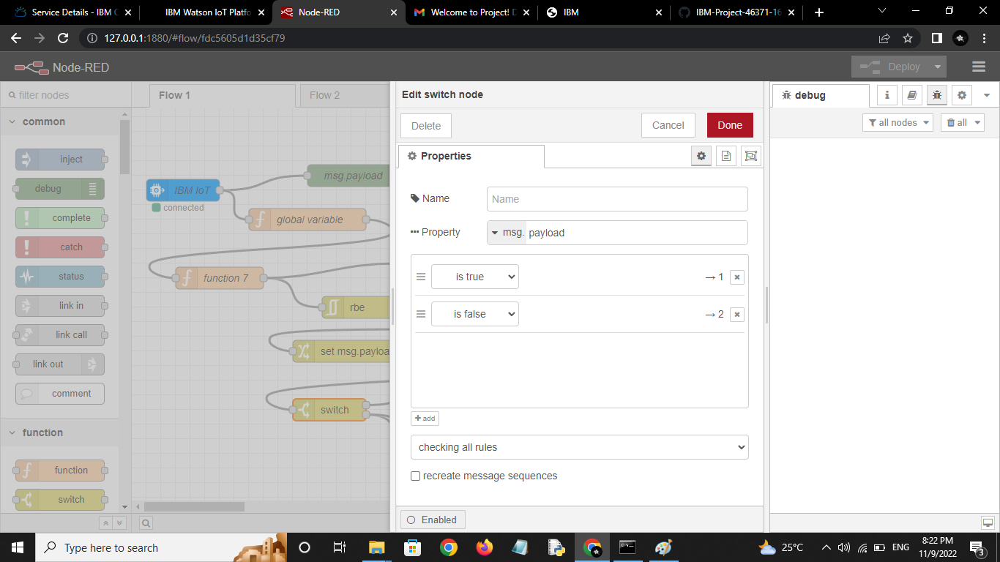 Service Details - IBM C
IBM Watson IoT Platfo
Node-RED
Welcome to Project! D
IBM
IBM-Project-46371-16
127.0.0.1:1880/#flow/fdc5605d1d35cf79
Node-RED
Deploy
filter nodes
Flow 1
Flow 2
Edit switch node
debug
common
Delete
Cancel
Done
all nodes
all
inject
Properties
debug
msg.payload
IBM IoT
connected
Name
Name
complete
global variable
Property
msg. payload
catch
status
function 7
is true
→ 1
link in
rbe
is false
→ 2
link call
set msg.payloa
link out
comment
switch
add
function
checking all rules
function
recreate message sequences
switch
Enabled
Type here to search
25°C
ENG
8:22 PM
11/9/2022
3